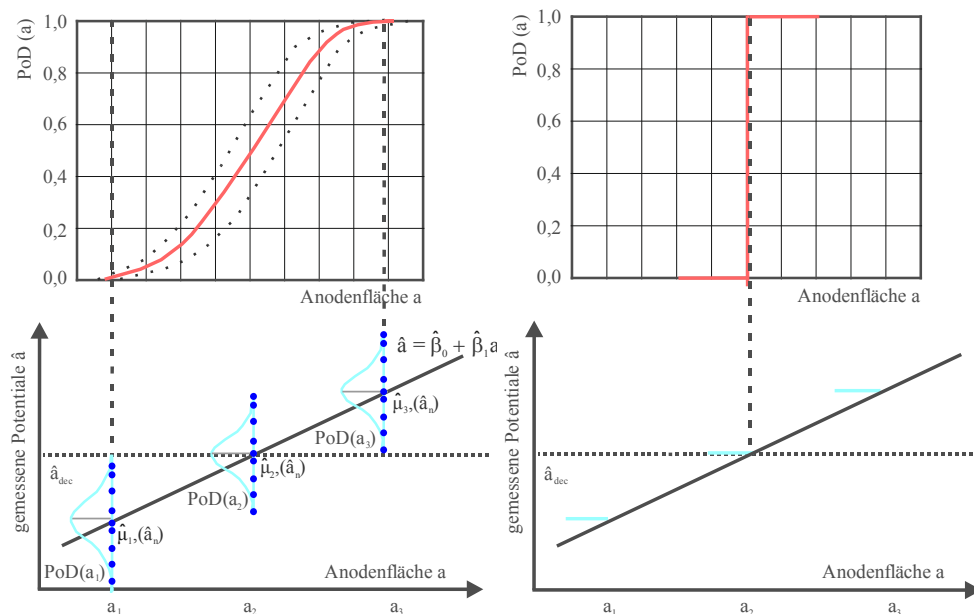 PoD (a)
1,0
0,8
0,6
0,4
0,2
0,0
Anodenfläche a
PoD (a)
1,0
0,8
0,6
0,4
0,2
0,0
Anodenfläche a
gemessene Potentiale â
â = β̂₀ + β̂₁a
μ̂₃,(âₙ)
PoD(a₃)
â_dec
μ̂₂,(âₙ)
PoD(a₂)
μ̂₁,(âₙ)
PoD(a₁)
Anodenfläche a
a₁ a₂ a₃
gemessene Potentiale â
â_dec
Anodenfläche a
a₁ a₂ a₃